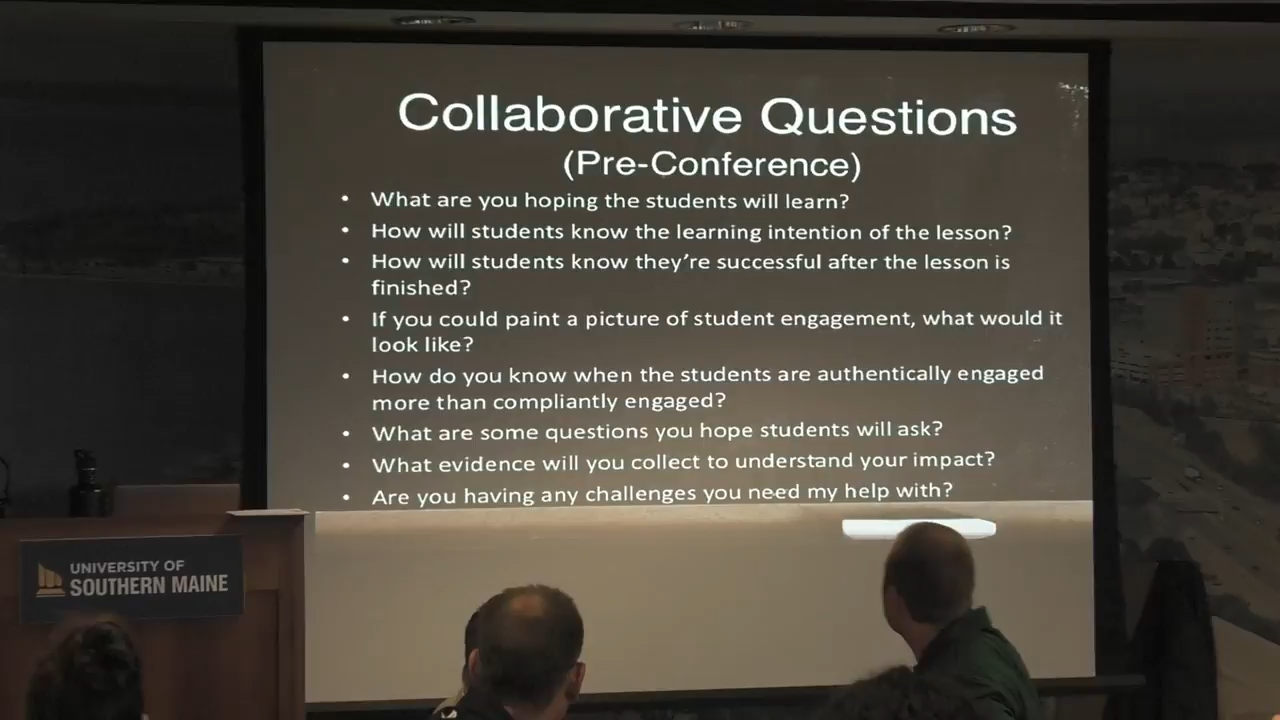 Collaborative Questions
(Pre-Conference)
• What are you hoping the students will learn?
• How will students know the learning intention of the lesson?
• How will students know they're successful after the lesson is
finished?
• If you could paint a picture of student engagement, what would it
look like?
• How do you know when the students are authentically engaged
more than compliantly engaged?
• What are some questions you hope students will ask?
• What evidence will you collect to understand your impact?
• Are you having any challenges you need my help with?
UNIVERSITY OF
SOUTHERN MAINE